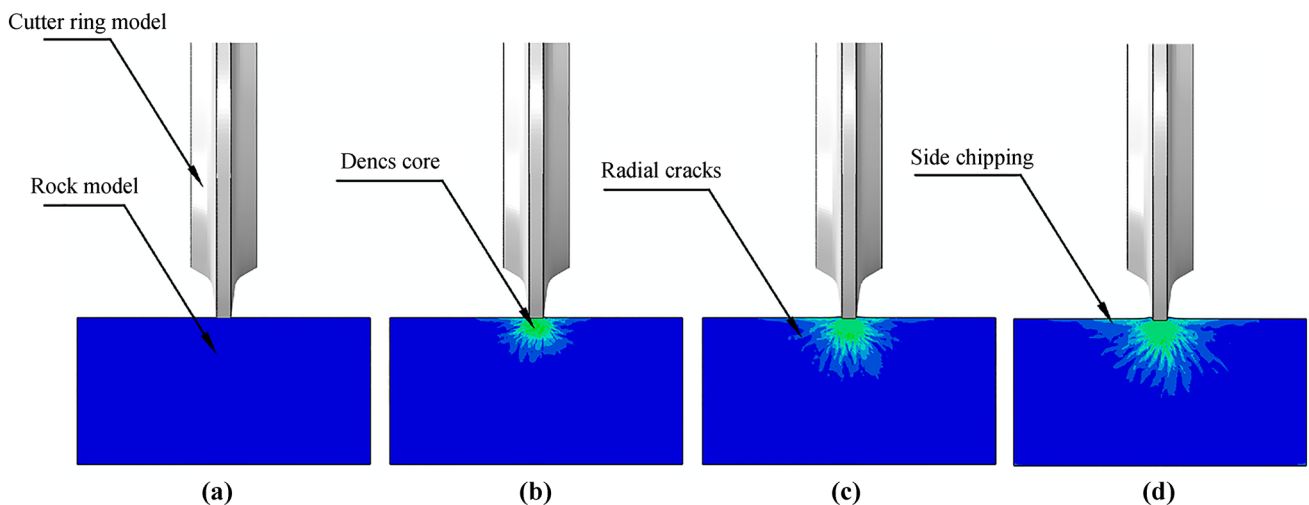 Cutter ring model
Rock model
Dencs core
Radial cracks
Side chipping
(a)
(b)
(c)
(d)